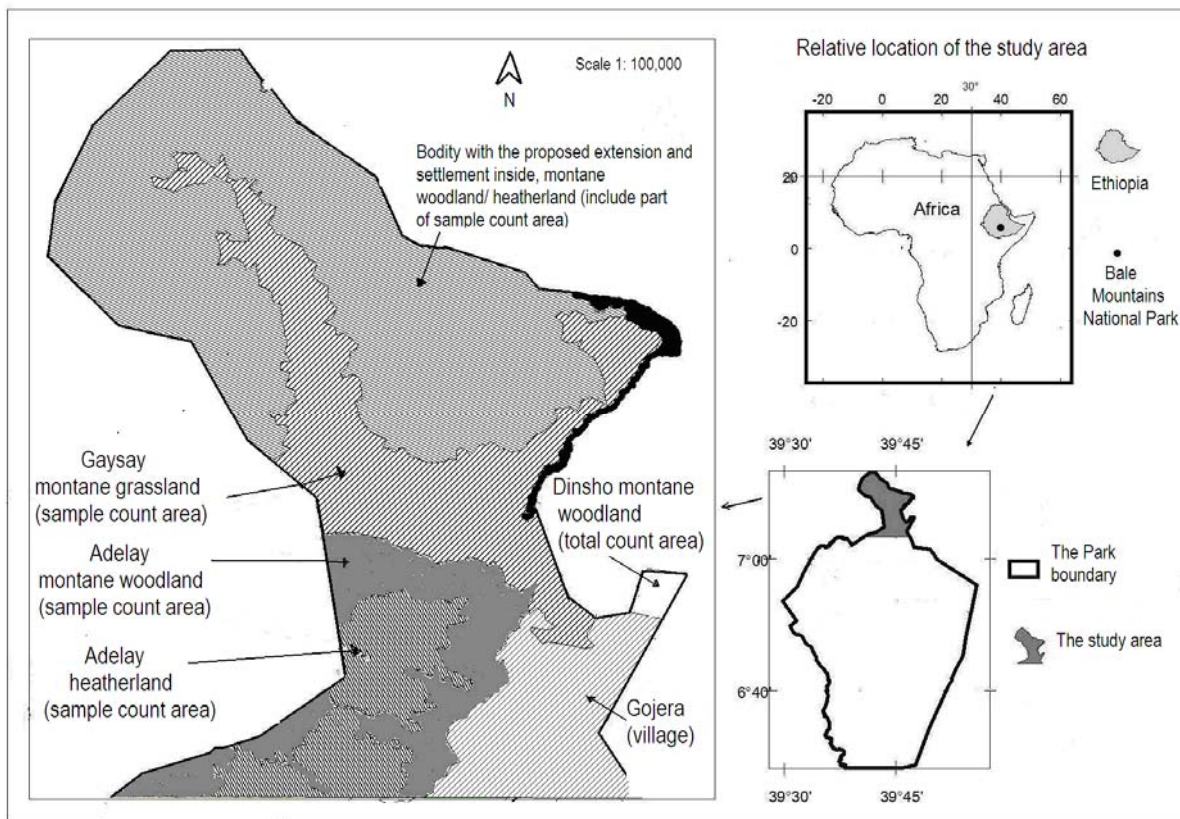 Scale 1: 100,000
N
Bodity with the proposed extension and
settlement inside, montane
woodland/ heatherland (include part
of sample count area)
Gaysay
montane grassland
(sample count area)
Adelay
montane woodland
(sample count area)
Adelay
heatherland
(sample count area)
Dinsho montane
woodland
(total count area)
Gojera
(village)
Relative location of the study area
30°
-20 0 20 40 60
20
0
-20
Africa
Ethiopia
Bale
Mountains
National Park
39°30' 39°45'
7°00'
6°40'
39°30' 39°45'
The Park
boundary
The study area